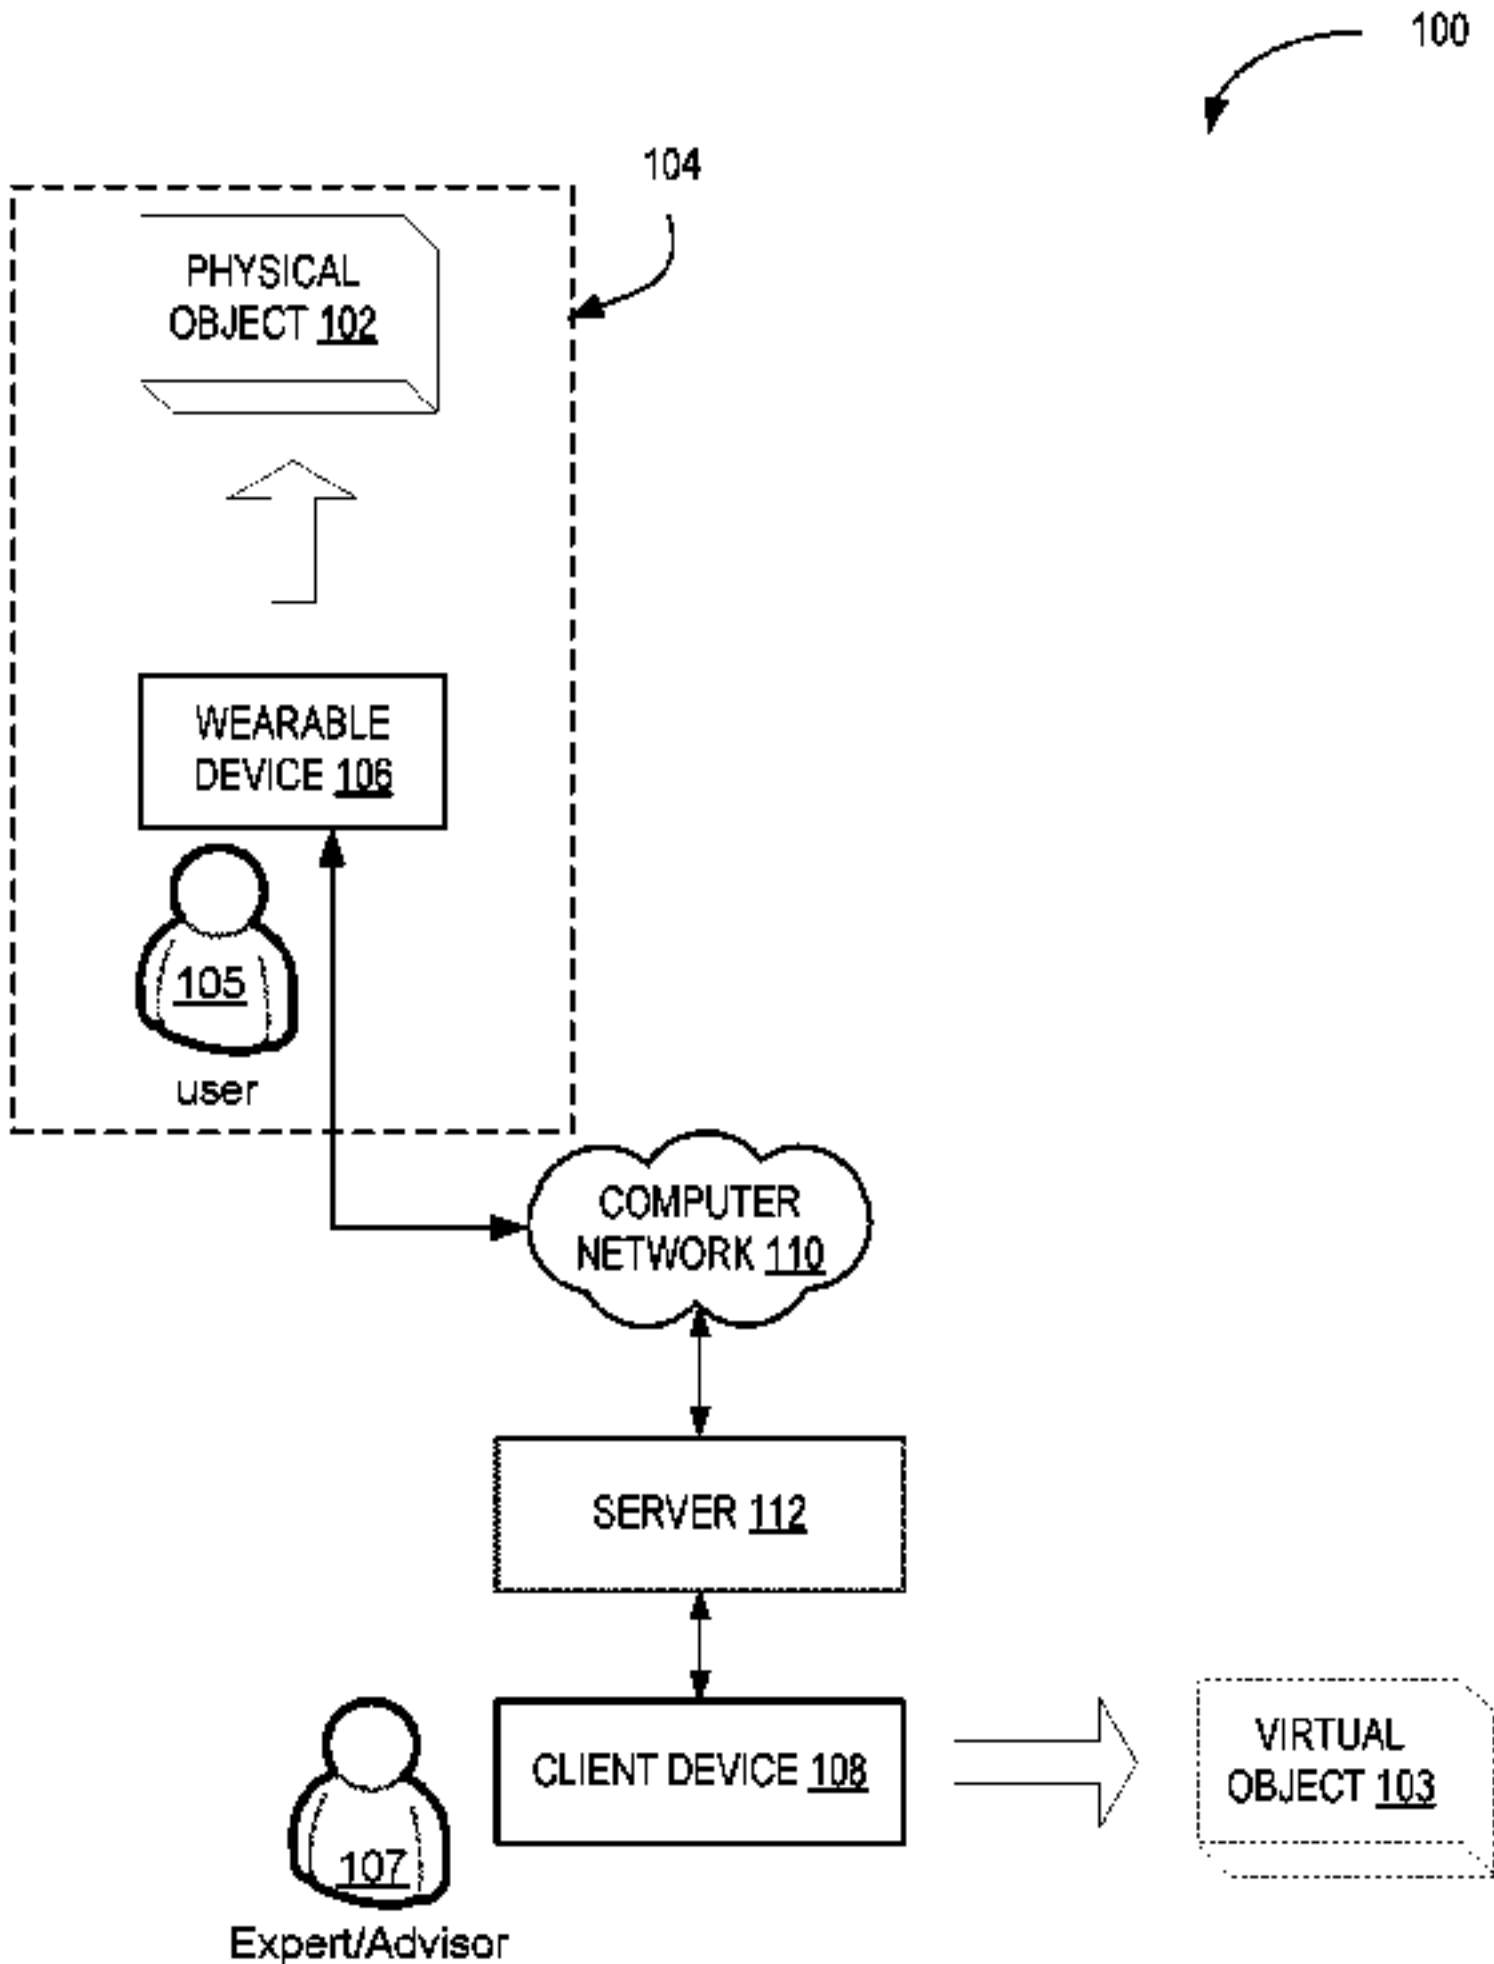 100
104
PHYSICAL
OBJECT 102
WEARABLE
DEVICE 106
105
user
COMPUTER
NETWORK 110
SERVER 112
CLIENT DEVICE 108
VIRTUAL
OBJECT 103
107
Expert/Advisor